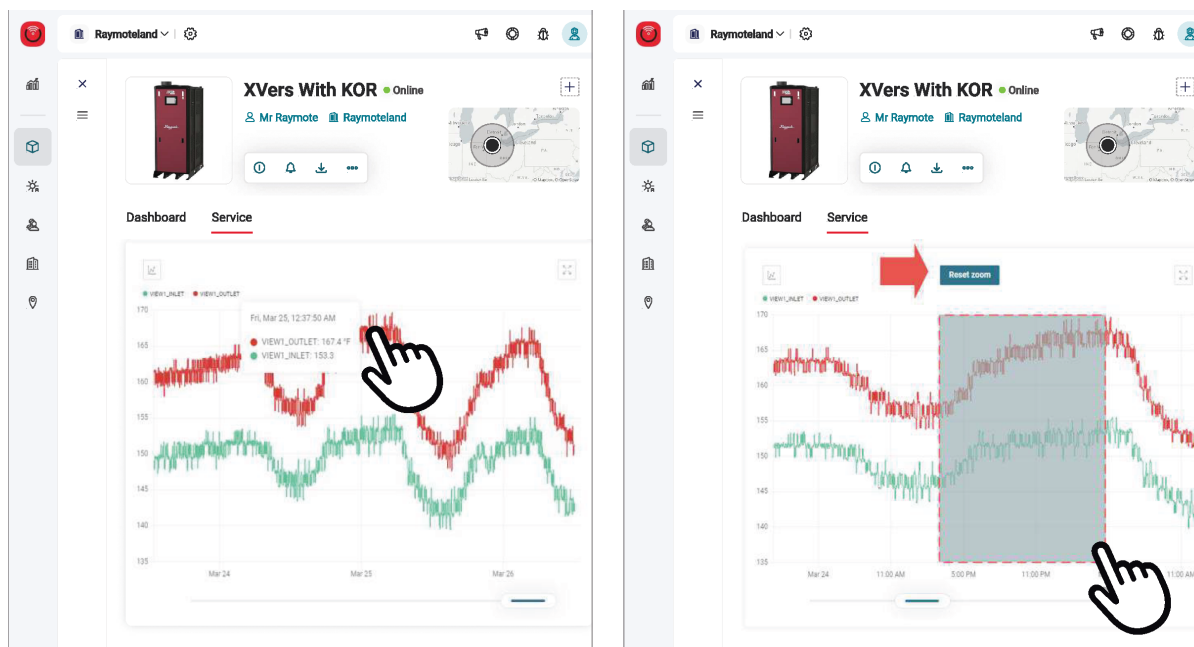 Raymoteland
XVers With KOR Online
Mr Raymote Raymoteland
Dashboard Service
VIEW1_INLET VIEW1_OUTLET
Fri, Mar 25, 12:37:50 AM
VIEW1_OUTLET: 167.4 °F
VIEW1_INLET: 153.3
170
165
160
155
150
145
140
135
Mar 24 Mar 25 Mar 26
Raymoteland
XVers With KOR Online
Mr Raymote Raymoteland
Dashboard Service
Reset zoom
VIEW1_INLET VIEW1_OUTLET
170
165
160
155
150
145
140
135
Mar 24 11:00 AM 5:00 PM 11:00 PM 11:00 AM